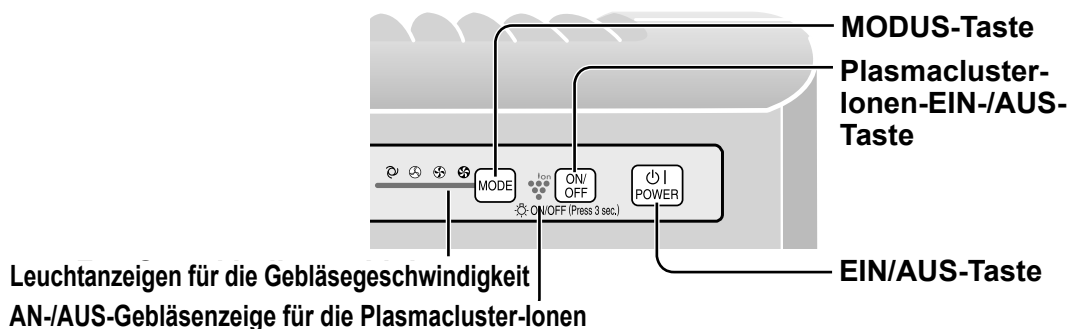 MODUS-Taste
Plasmacluster-
Ionen-EIN-/AUS-
Taste
Ion
MODE
ON/
OFF
POWER
ON/OFF (Press 3 sec.)
Leuchtanzeigen für die Gebläsegeschwindigkeit
EIN/AUS-Taste
AN-/AUS-Gebläsenzeige für die Plasmacluster-Ionen